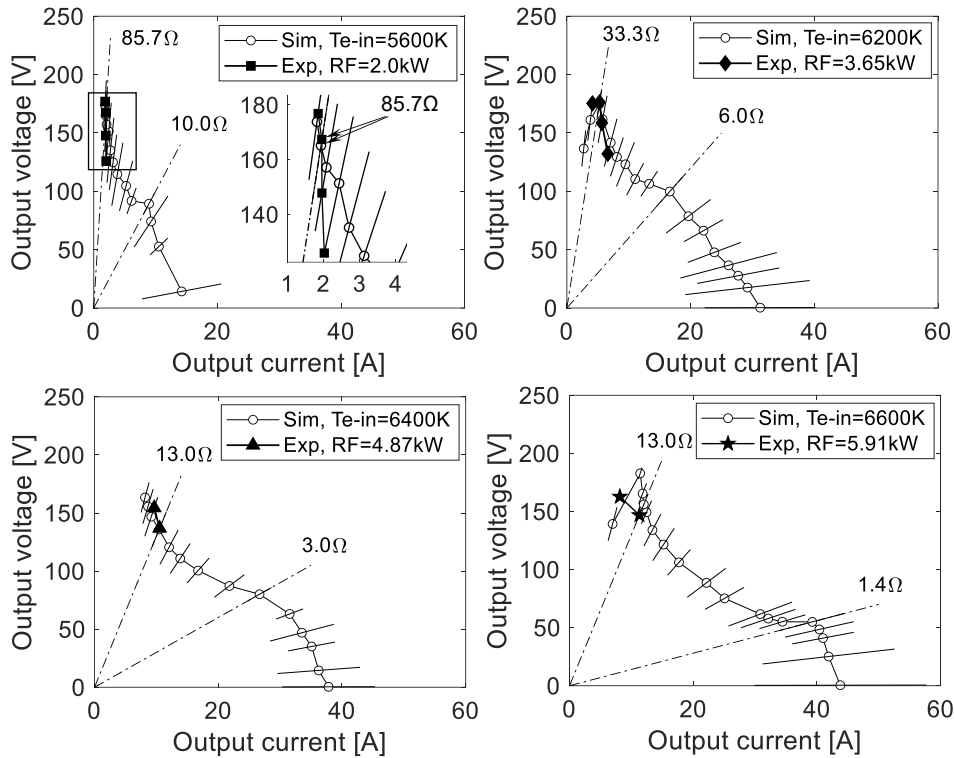 250
200
150
100
50
0
Output voltage [V]
85.7Ω
10.0Ω
Sim, Te-in=5600K
Exp, RF=2.0kW
180
160
140
85.7Ω
1 2 3 4
0 20 40 60
Output current [A]
250
200
150
100
50
0
Output voltage [V]
33.3Ω
6.0Ω
Sim, Te-in=6200K
Exp, RF=3.65kW
0 20 40 60
Output current [A]
250
200
150
100
50
0
Output voltage [V]
13.0Ω
3.0Ω
Sim, Te-in=6400K
Exp, RF=4.87kW
0 20 40 60
Output current [A]
250
200
150
100
50
0
Output voltage [V]
13.0Ω
1.4Ω
Sim, Te-in=6600K
Exp, RF=5.91kW
0 20 40 60
Output current [A]